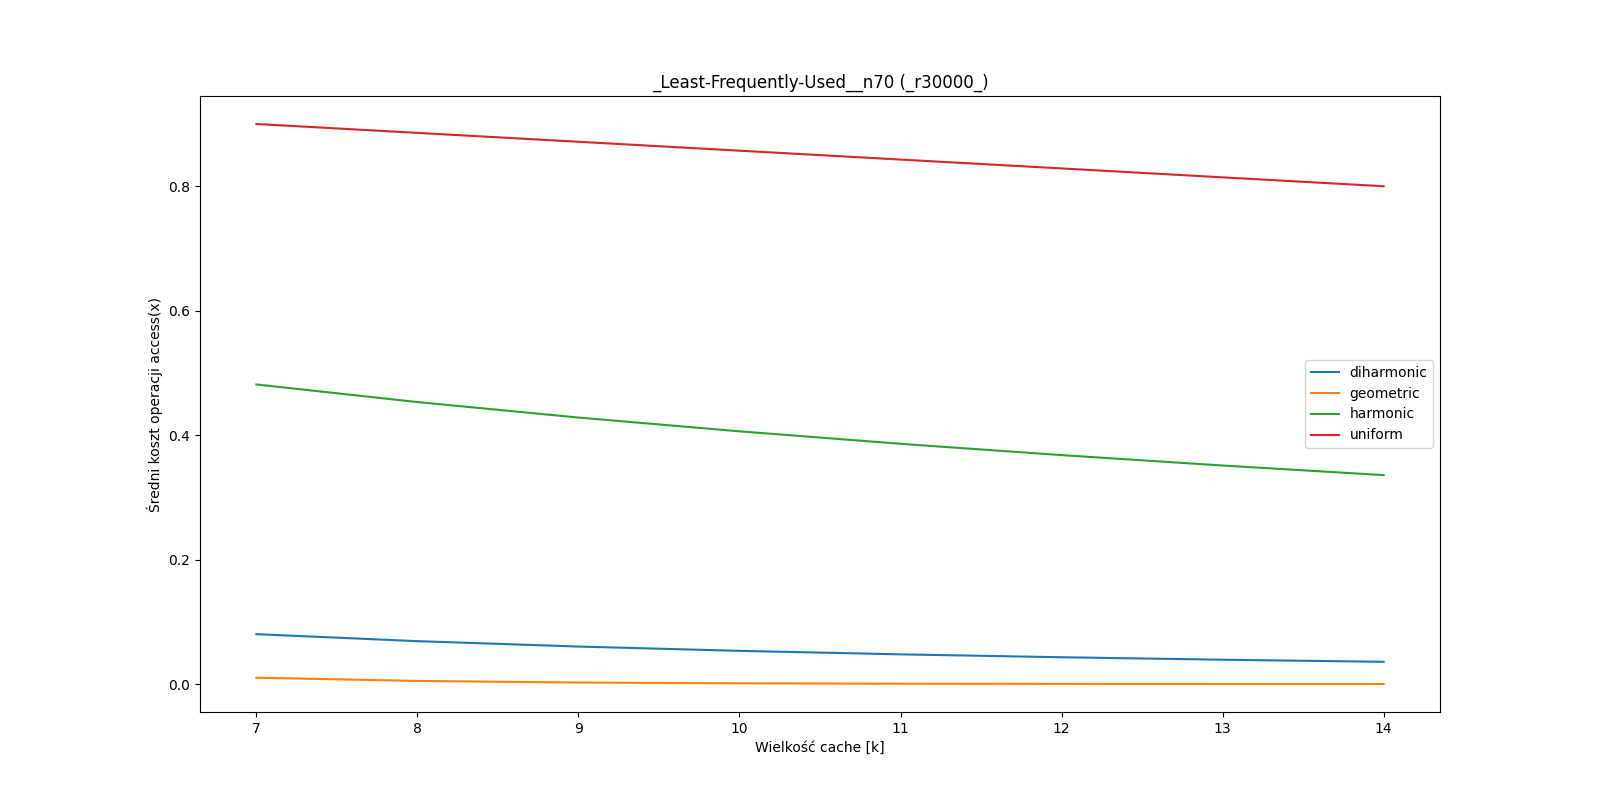 _Least-Frequently-Used__n70 (_r30000_)
Średni koszt operacji access(x)
0.8
0.6
0.4
0.2
0.0
diharmonic
geometric
harmonic
uniform
7 8 9 10 11 12 13 14
Wielkość cache [k]